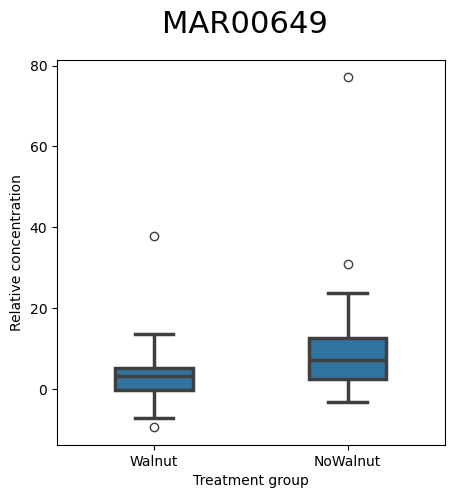 MAR00649
80
60
40
20
0
Relative concentration
Walnut
NoWalnut
Treatment group